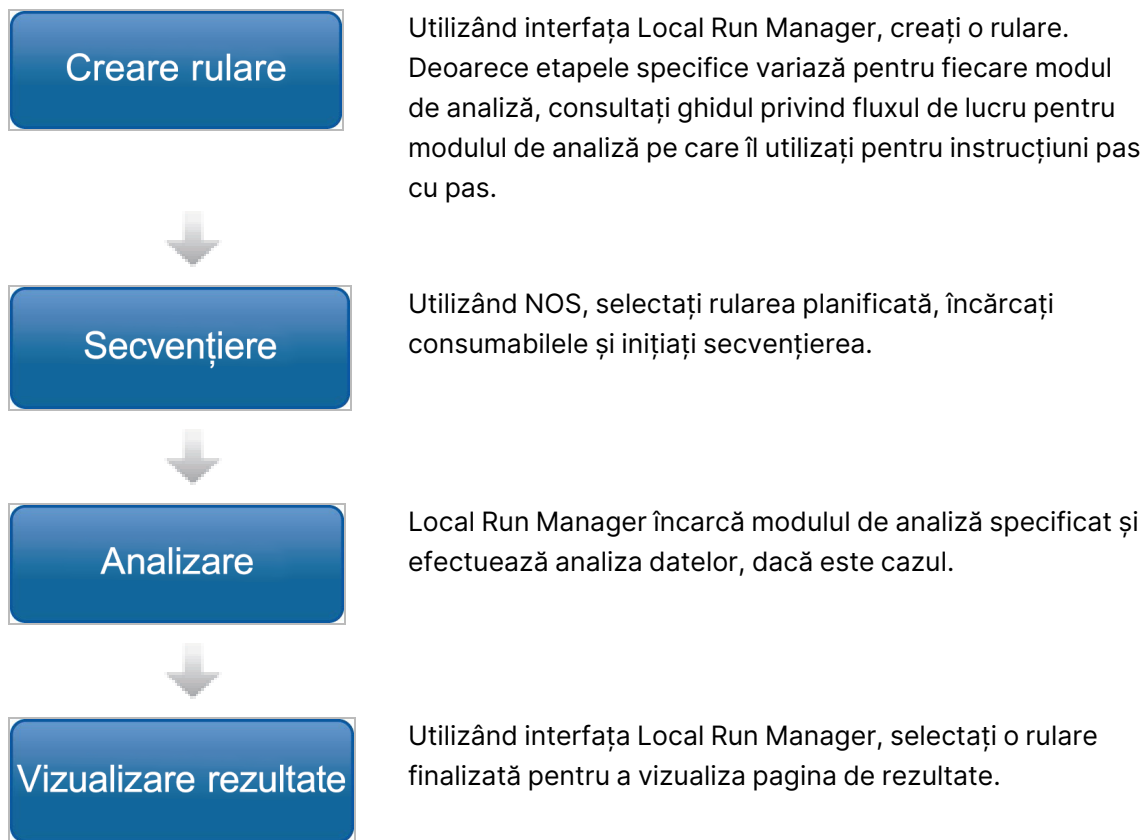 Creare rulare
Utilizând interfața Local Run Manager, creați o rulare.
Deoarece etapele specifice variază pentru fiecare modul
de analiză, consultați ghidul privind fluxul de lucru pentru
modulul de analiză pe care îl utilizați pentru instrucțiuni pas
cu pas.
Secvențiere
Utilizând NOS, selectați rularea planificată, încărcați
consumabilele și inițiați secvențierea.
Analizare
Local Run Manager încarcă modulul de analiză specificat și
efectuează analiza datelor, dacă este cazul.
Vizualizare rezultate
Utilizând interfața Local Run Manager, selectați o rulare
finalizată pentru a vizualiza pagina de rezultate.